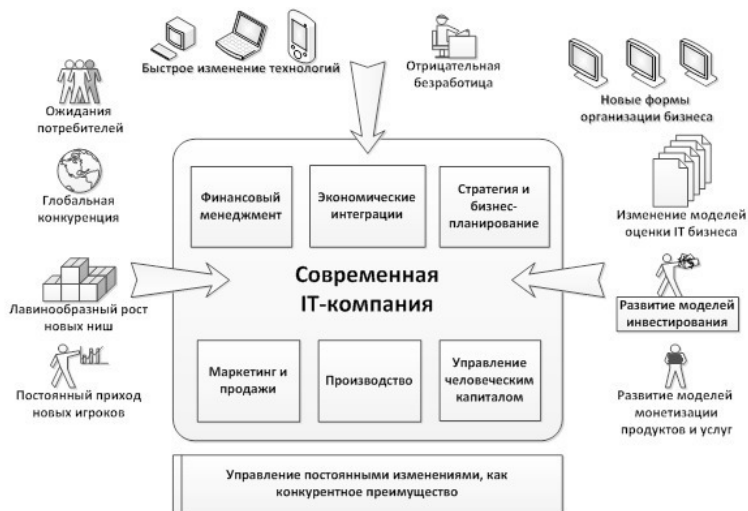 Быстрое изменение технологий
Отрицательная
безработица
Новые формы
организации бизнеса
Ожидания
потребителей
Глобальная
конкуренция
Лавинообразный рост
новых ниш
Постоянный приход
новых игроков
Финансовый
менеджмент
Экономические
интеграции
Стратегия и
бизнес-
планирование
Современная
IT-компания
Маркетинг и
продажи
Производство
Управление
человеческим
капиталом
Изменение моделей
оценки IT бизнеса
Развитие моделей
инвестирования
Развитие моделей
монетизации
продуктов и услуг
Управление постоянными изменениями, как
конкурентное преимущество